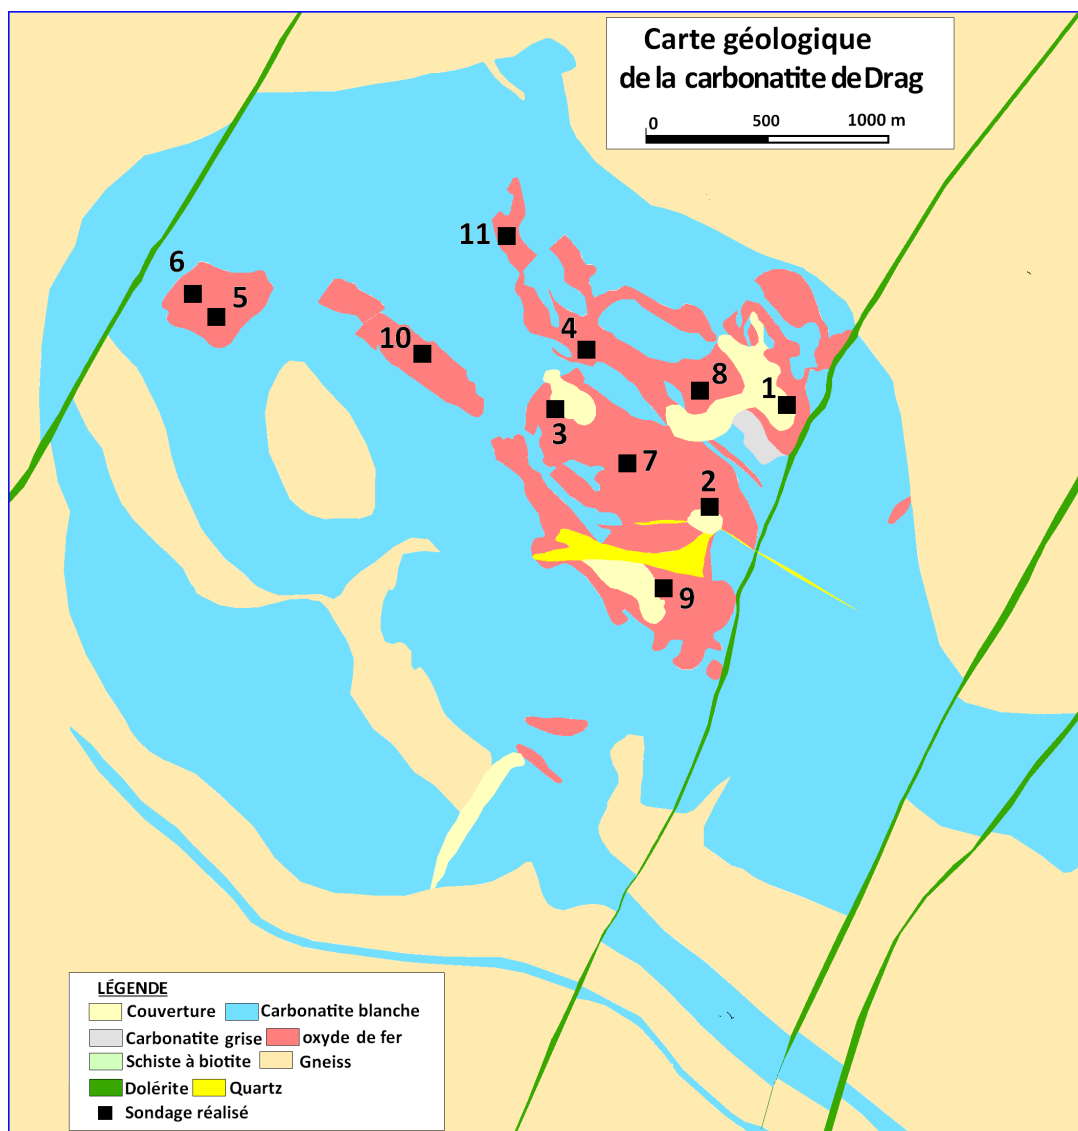 Carte géologique
de la carbonatite de Drag
0 500 1000 m
11
6
5
4
10
8
1
3
7
2
9
LÉGENDE
Couverture Carbonatite blanche
Carbonatite grise oxyde de fer
Schiste à biotite Gneiss
Dolérite Quartz
Sondage réalisé